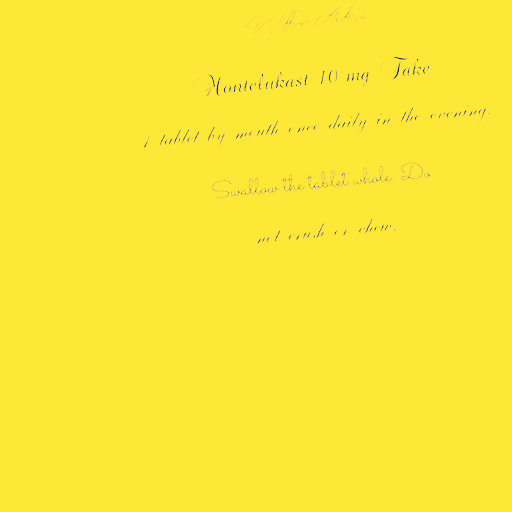 Montelukast 10 mg Take
1 tablet by mouth once daily in the evening.
Swallow the tablet whole. Do
not crush or chew.